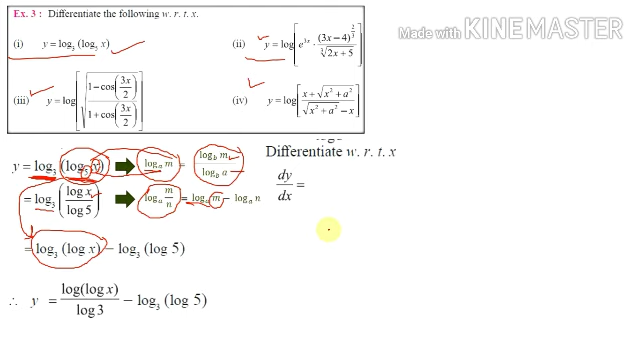 Made with KINEMASTER
Ex. 3 : Differentiate the following w. r. t. x.
(i) y = log₃ (log₅ x)
(ii) y = log[e³ˣ · (3x − 4)^(2/3) / ∛(2x + 5)]
(iii) y = log[√((1 − cos(3x/2)) / (1 + cos(3x/2)))]
(iv) y = log[(x + √(x² + a²)) / (√(x² + a²) − x)]
y = log₃ (log₅ x) ➡ logₐ m = log_b m / log_b a
= log₃ (log x / log 5) ➡ logₐ (m/n) = logₐ m − logₐ n
= log₃ (log x) − log₃ (log 5)
∴ y = log(log x) / log 3 − log₃ (log 5)
Differentiate w. r. t. x
dy/dx =